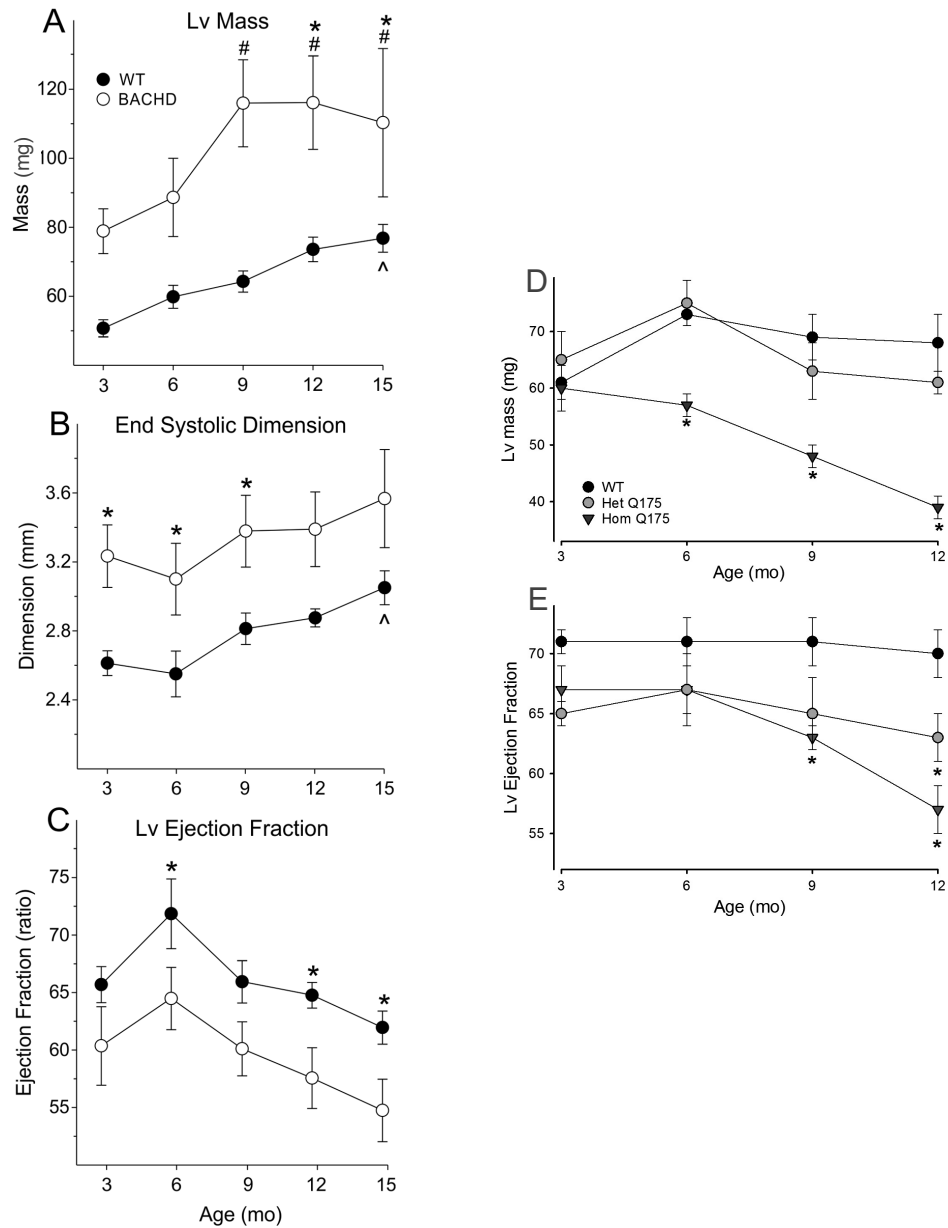 A
Lv Mass
* *
# # #
WT
BACHD
120
100
80
60
Mass (mg)
^
3 6 9 12 15
B
End Systolic Dimension
* * *
3.6
3.2
2.8
2.4
Dimension (mm)
^
3 6 9 12 15
C
Lv Ejection Fraction
* * *
75
70
65
60
55
Ejection Fraction (ratio)
3 6 9 12 15
Age (mo)
D
70
60
50
40
Lv mass (mg)
* * *
WT
Het Q175
Hom Q175
3 6 9 12
Age (mo)
E
70
65
60
55
Lv Ejection Fraction
* * *
3 6 9 12
Age (mo)